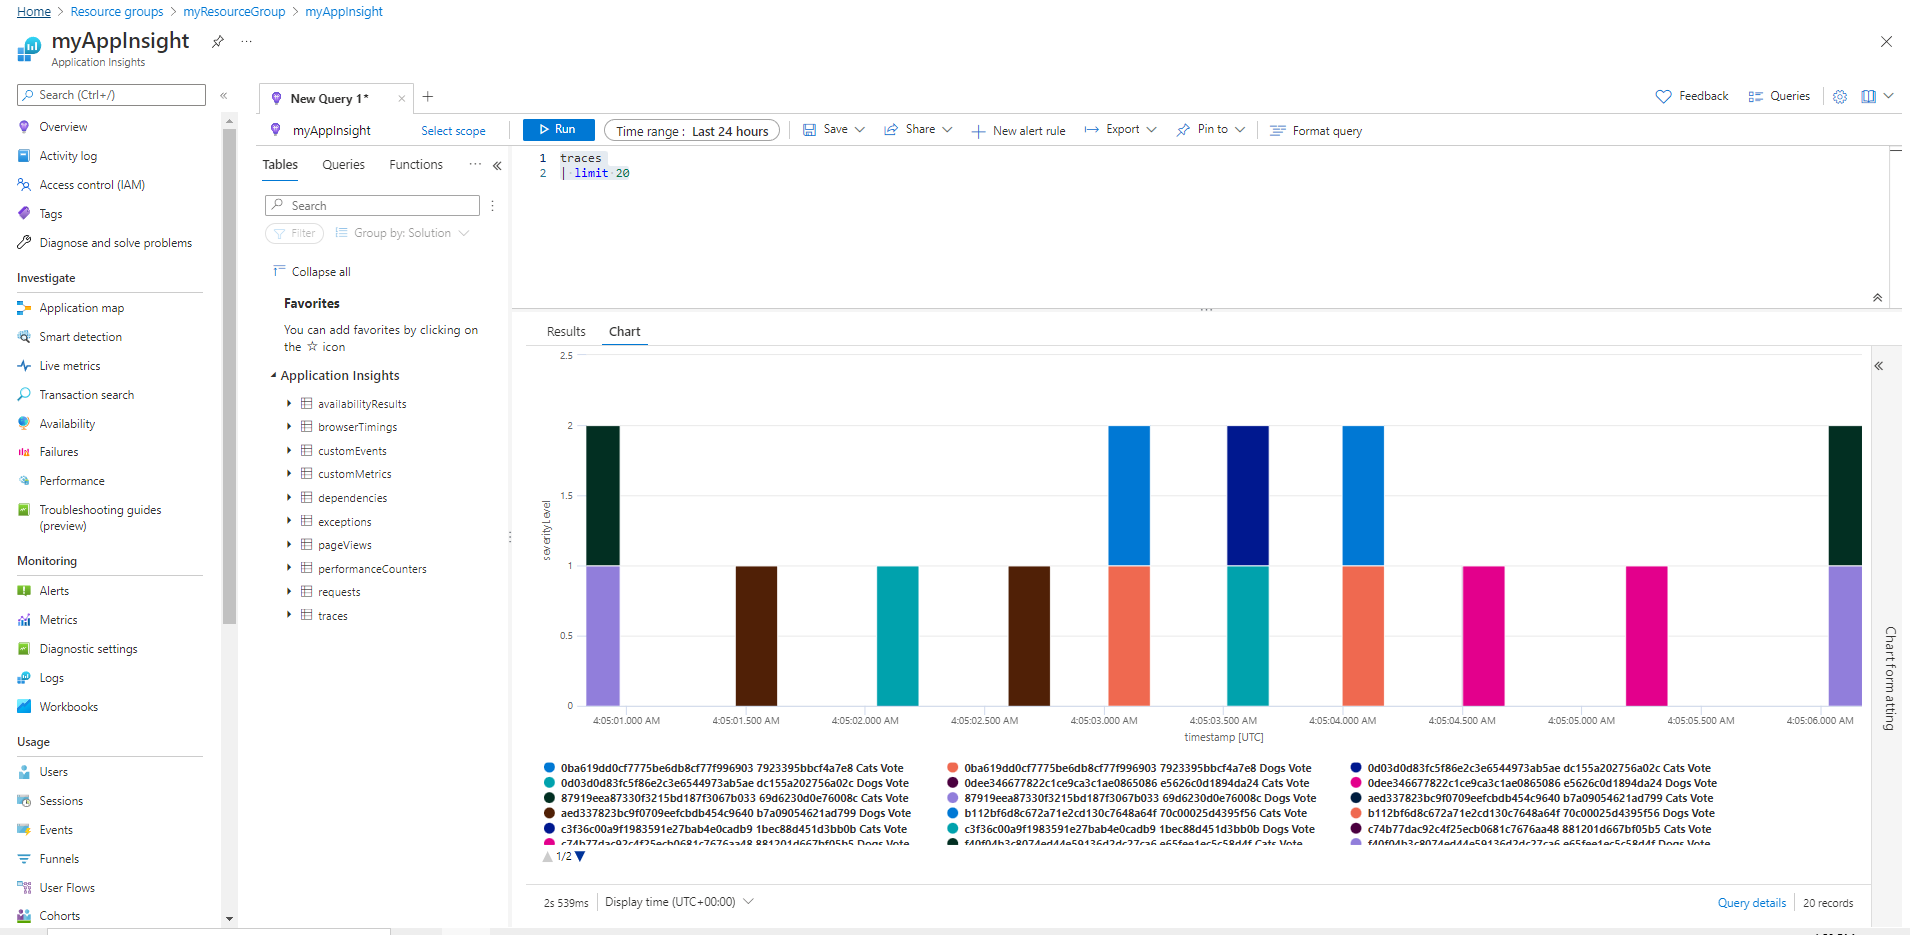 Home > Resource groups > myResourceGroup > myAppInsight
myAppInsight
Application Insights
Search (Ctrl+/)
Overview
Activity log
Access control (IAM)
Tags
Diagnose and solve problems
Investigate
Application map
Smart detection
Live metrics
Transaction search
Availability
Failures
Performance
Troubleshooting guides
(preview)
Monitoring
Alerts
Metrics
Diagnostic settings
Logs
Workbooks
Usage
Users
Sessions
Events
Funnels
User Flows
Cohorts
New Query 1*
Feedback Queries
myAppInsight Select scope Run Time range : Last 24 hours Save Share New alert rule Export Pin to Format query
Tables Queries Functions
Search
Filter Group by: Solution
Collapse all
Favorites
You can add favorites by clicking on
the ☆ icon
Application Insights
availabilityResults
browserTimings
customEvents
customMetrics
dependencies
exceptions
pageViews
performanceCounters
requests
traces
1 traces
2 | limit 20
Results Chart
2.5
2
1.5
1
0.5
0
severityLevel
4:05:01.000 AM 4:05:01.500 AM 4:05:02.000 AM 4:05:02.500 AM 4:05:03.000 AM 4:05:03.500 AM 4:05:04.000 AM 4:05:04.500 AM 4:05:05.000 AM 4:05:05.500 AM 4:05:06.000 AM
timestamp [UTC]
0ba619dd0cf7775be6db8cf77f996903 7923395bbcf4a7e8 Cats Vote 0ba619dd0cf7775be6db8cf77f996903 7923395bbcf4a7e8 Dogs Vote 0d03d0d83fc5f86e2c3e6544973ab5ae dc155a202756a02c Cats Vote
0d03d0d83fc5f86e2c3e6544973ab5ae dc155a202756a02c Dogs Vote 0dee346677822c1ce9ca3c1ae0865086 e5626c0d1894da24 Cats Vote 0dee346677822c1ce9ca3c1ae0865086 e5626c0d1894da24 Dogs Vote
87919eea87330f3215bd187f3067b033 69d6230d0e76008c Cats Vote 87919eea87330f3215bd187f3067b033 69d6230d0e76008c Dogs Vote aed337823bc9f0709eefcbdb454c9640 b7a09054621ad799 Cats Vote
aed337823bc9f0709eefcbdb454c9640 b7a09054621ad799 Dogs Vote b112bf6d8c672a71e2cd130c7648a64f 70c00025d4395f56 Cats Vote b112bf6d8c672a71e2cd130c7648a64f 70c00025d4395f56 Dogs Vote
c3f36c00a9f1983591e27bab4e0cadb9 1bec88d451d3bb0b Cats Vote c3f36c00a9f1983591e27bab4e0cadb9 1bec88d451d3bb0b Dogs Vote c74b77dac92c4f25ecb0681c7676aa48 881201d667bf05b5 Cats Vote
c74b77dac92c4f25ecb0681c7676aa48 881201d667bf05b5 Dogs Vote f40f04b3c8074ed44e59136d2dc27ca6 e65fee1ec5c58d4f Cats Vote f40f04b3c8074ed44e59136d2dc27ca6 e65fee1ec5c58d4f Dogs Vote
1/2
Chart formatting
2s 539ms Display time (UTC+00:00) Query details 20 records